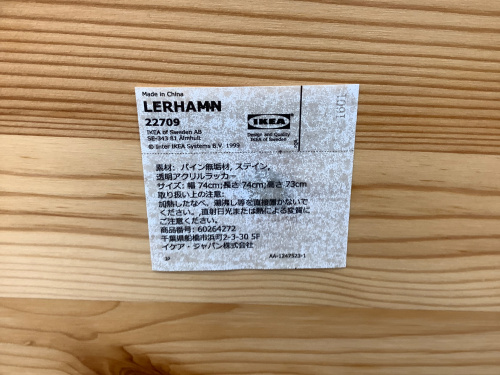 Made in China
LERHAMN
22709
IKEA of Sweden AB
SE-343 81 Älmhult
© Inter IKEA Systems B.V. 1999
IKEA
Design and Quality
IKEA of Sweden
1001
素材: パイン無垢材, ステイン,
透明アクリルラッカー
サイズ: 幅 74cm;長さ 74cm;高さ 73cm
取り扱い上の注意:
加熱したなべ、湯沸し等を直接置かないで
ください。,直射日光または熱による変質に
ご注意ください。
商品番号: 60264272
千葉県船橋市浜町2-3-30 5F
イケア・ジャパン株式会社
JP
AA-1247523-1